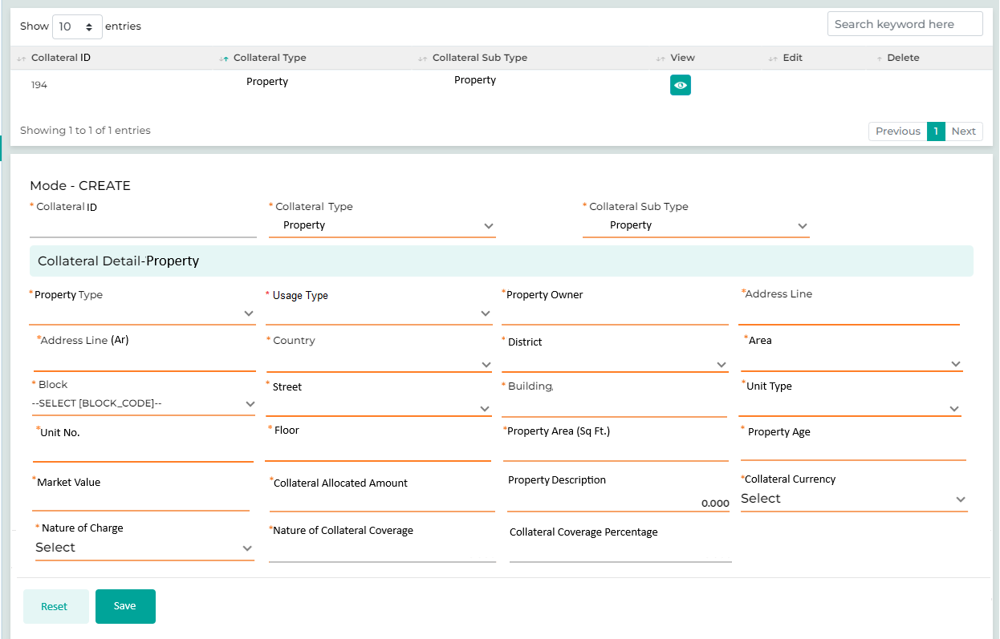 Show 10 entries Search keyword here
Collateral ID Collateral Type Collateral Sub Type View Edit Delete
194 Property Property
Showing 1 to 1 of 1 entries Previous 1 Next
Mode - CREATE
* Collateral ID * Collateral Type * Collateral Sub Type
Property Property
Collateral Detail-Property
*Property Type * Usage Type *Property Owner *Address Line
*Address Line (Ar) * Country * District *Area
* Block * Street * Building, *Unit Type
--SELECT [BLOCK_CODE]--
*Unit No. * Floor *Property Area (Sq Ft.) * Property Age
*Market Value *Collateral Allocated Amount Property Description *Collateral Currency
0.000 Select
* Nature of Charge *Nature of Collateral Coverage Collateral Coverage Percentage
Select
Reset Save